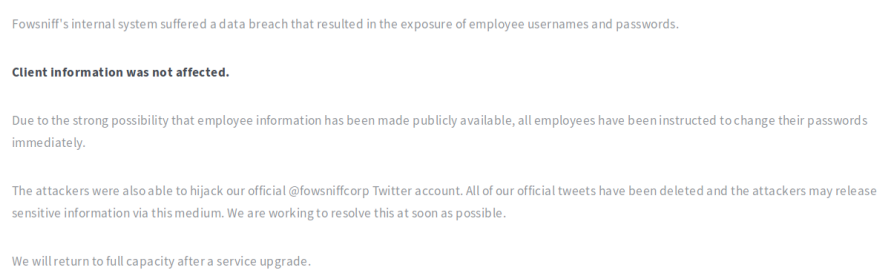 Fowsniff's internal system suffered a data breach that resulted in the exposure of employee usernames and passwords.
Client information was not affected.
Due to the strong possibility that employee information has been made publicly available, all employees have been instructed to change their passwords
immediately.
The attackers were also able to hijack our official @fowsniffcorp Twitter account. All of our official tweets have been deleted and the attackers may release
sensitive information via this medium. We are working to resolve this at soon as possible.
We will return to full capacity after a service upgrade.